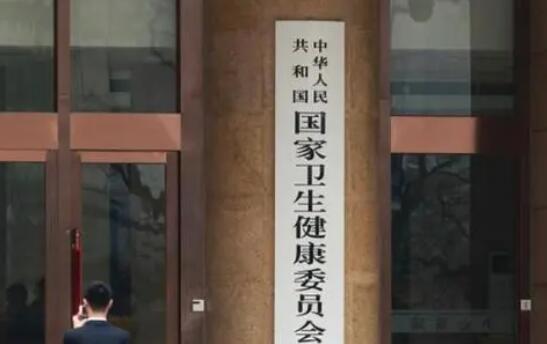 中华人民
共和国
国家卫生健康委员会